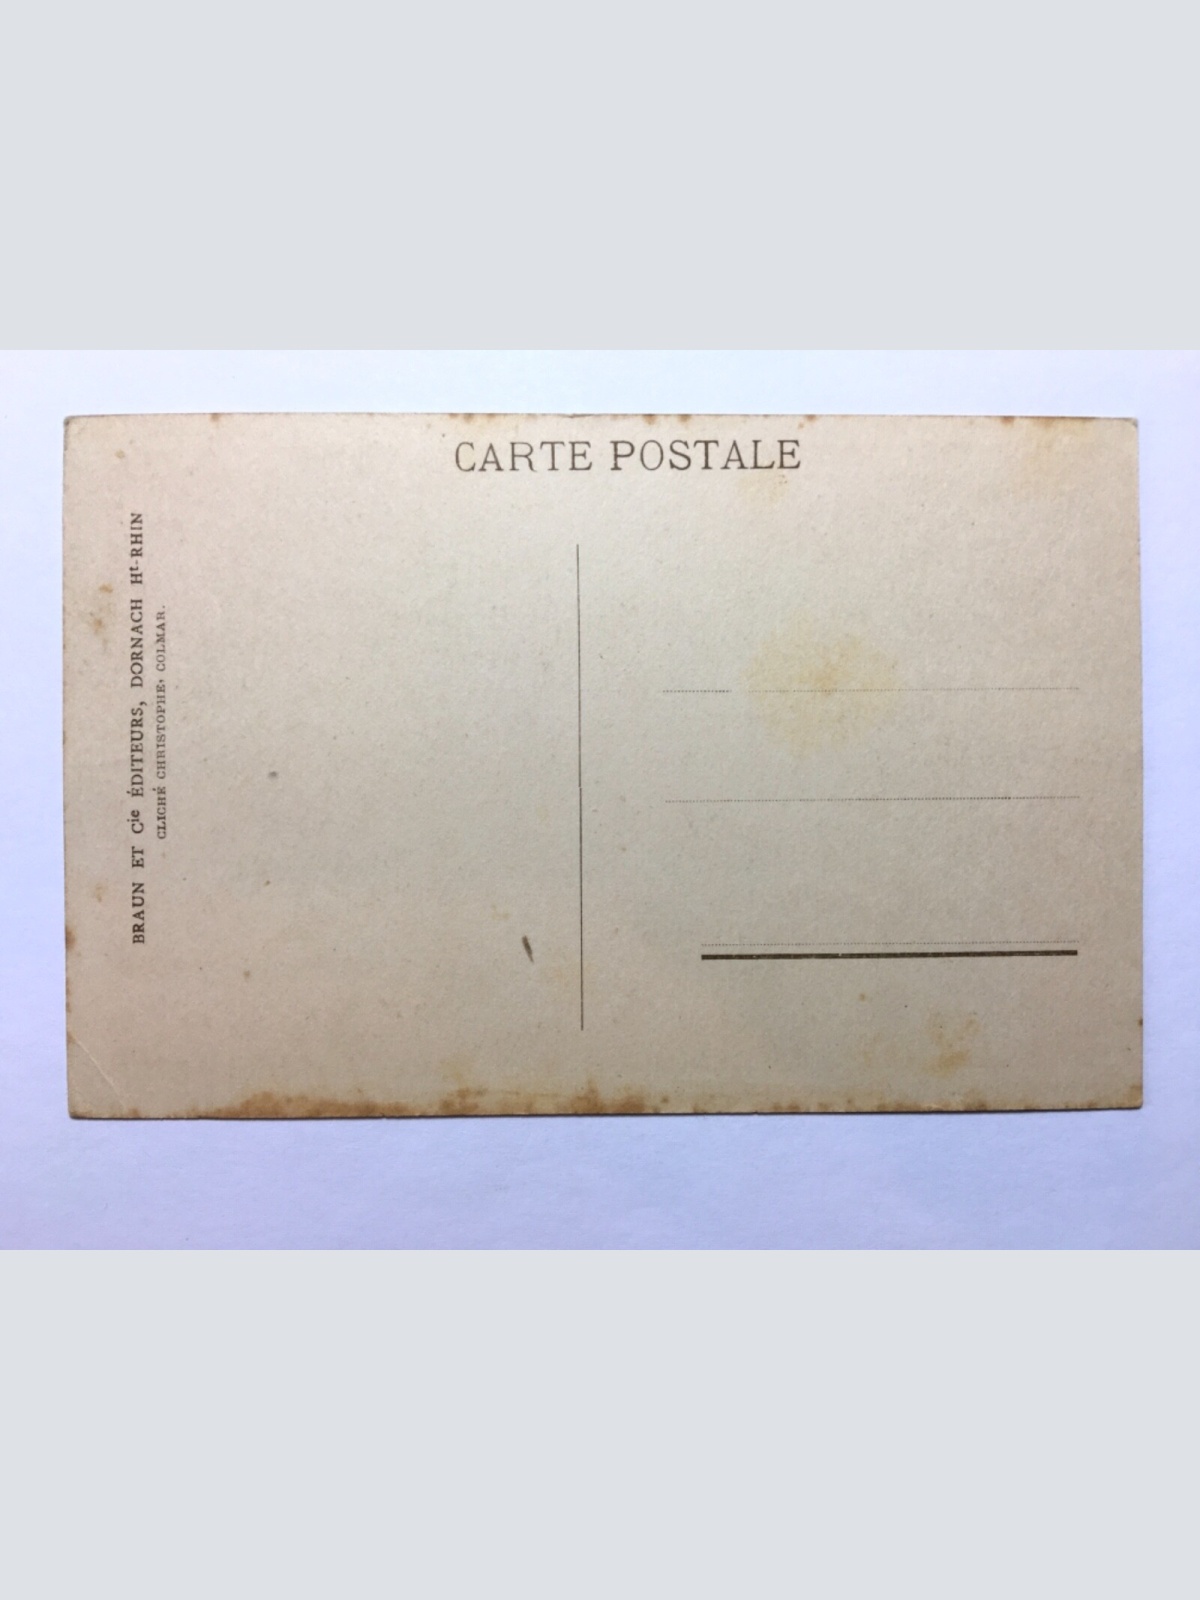 CARTE POSTALE
BRAUN ET Cie ÉDITEURS, DORNACH Ht-RHIN
CLICHÉ CHRISTOPHE, COLMAR.